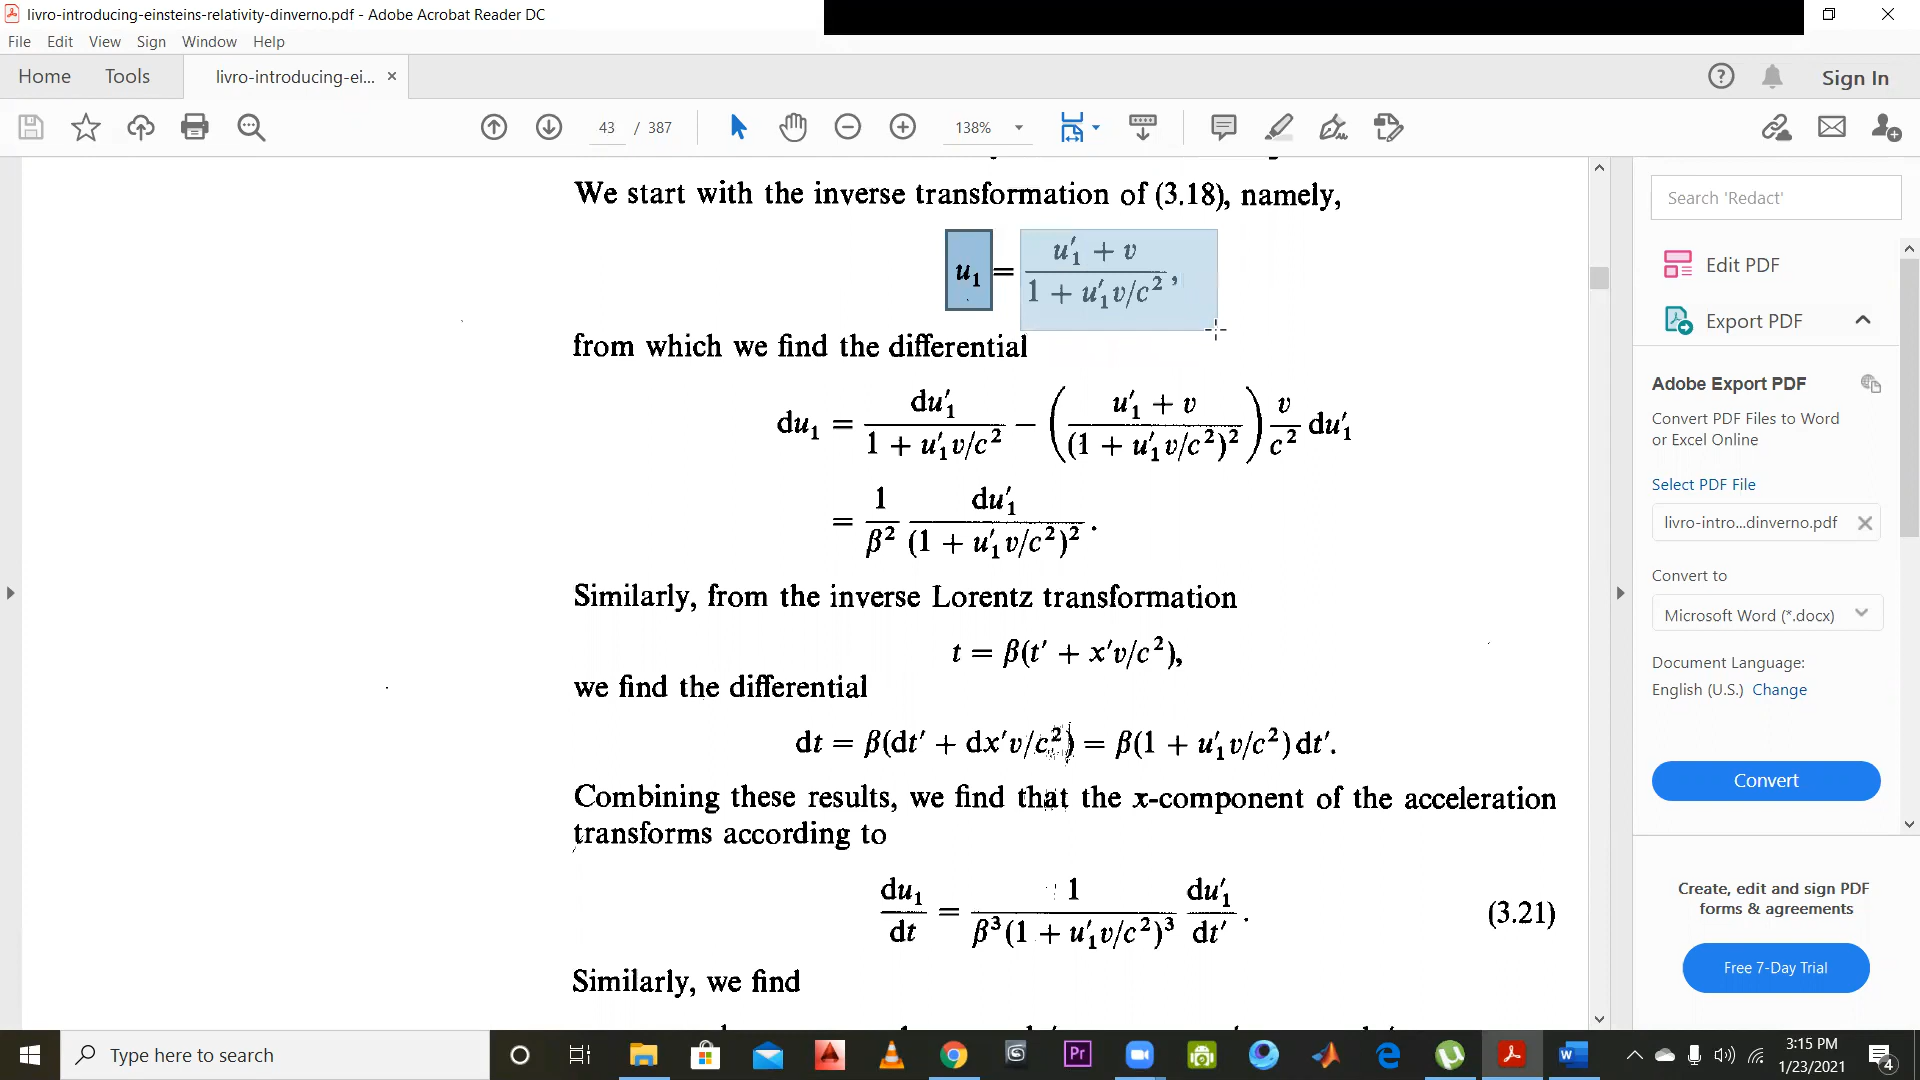 livro-introducing-einsteins-relativity-dinverno.pdf - Adobe Acrobat Reader DC
File Edit View Sign Window Help
Home Tools livro-introducing-ei... × Sign In
43 / 387 138%
We start with the inverse transformation of (3.18), namely,
u₁ = (u′₁ + v) / (1 + u′₁v/c²),
from which we find the differential
du₁ = du′₁ / (1 + u′₁v/c²) − ((u′₁ + v) / (1 + u′₁v/c²)²) v/c² du′₁
= 1/β² du′₁ / (1 + u′₁v/c²)².
Similarly, from the inverse Lorentz transformation
t = β(t′ + x′v/c²),
we find the differential
dt = β(dt′ + dx′v/c²) = β(1 + u′₁v/c²)dt′.
Combining these results, we find that the x-component of the acceleration
transforms according to
du₁/dt = 1 / (β³(1 + u′₁v/c²)³) du′₁/dt′. (3.21)
Similarly, we find
Search 'Redact'
Edit PDF
Export PDF
Adobe Export PDF
Convert PDF Files to Word
or Excel Online
Select PDF File
livro-intro...dinverno.pdf
Convert to
Microsoft Word (*.docx)
Document Language:
English (U.S.) Change
Convert
Create, edit and sign PDF
forms & agreements
Free 7-Day Trial
Type here to search
Pr
3:15 PM
1/23/2021
4